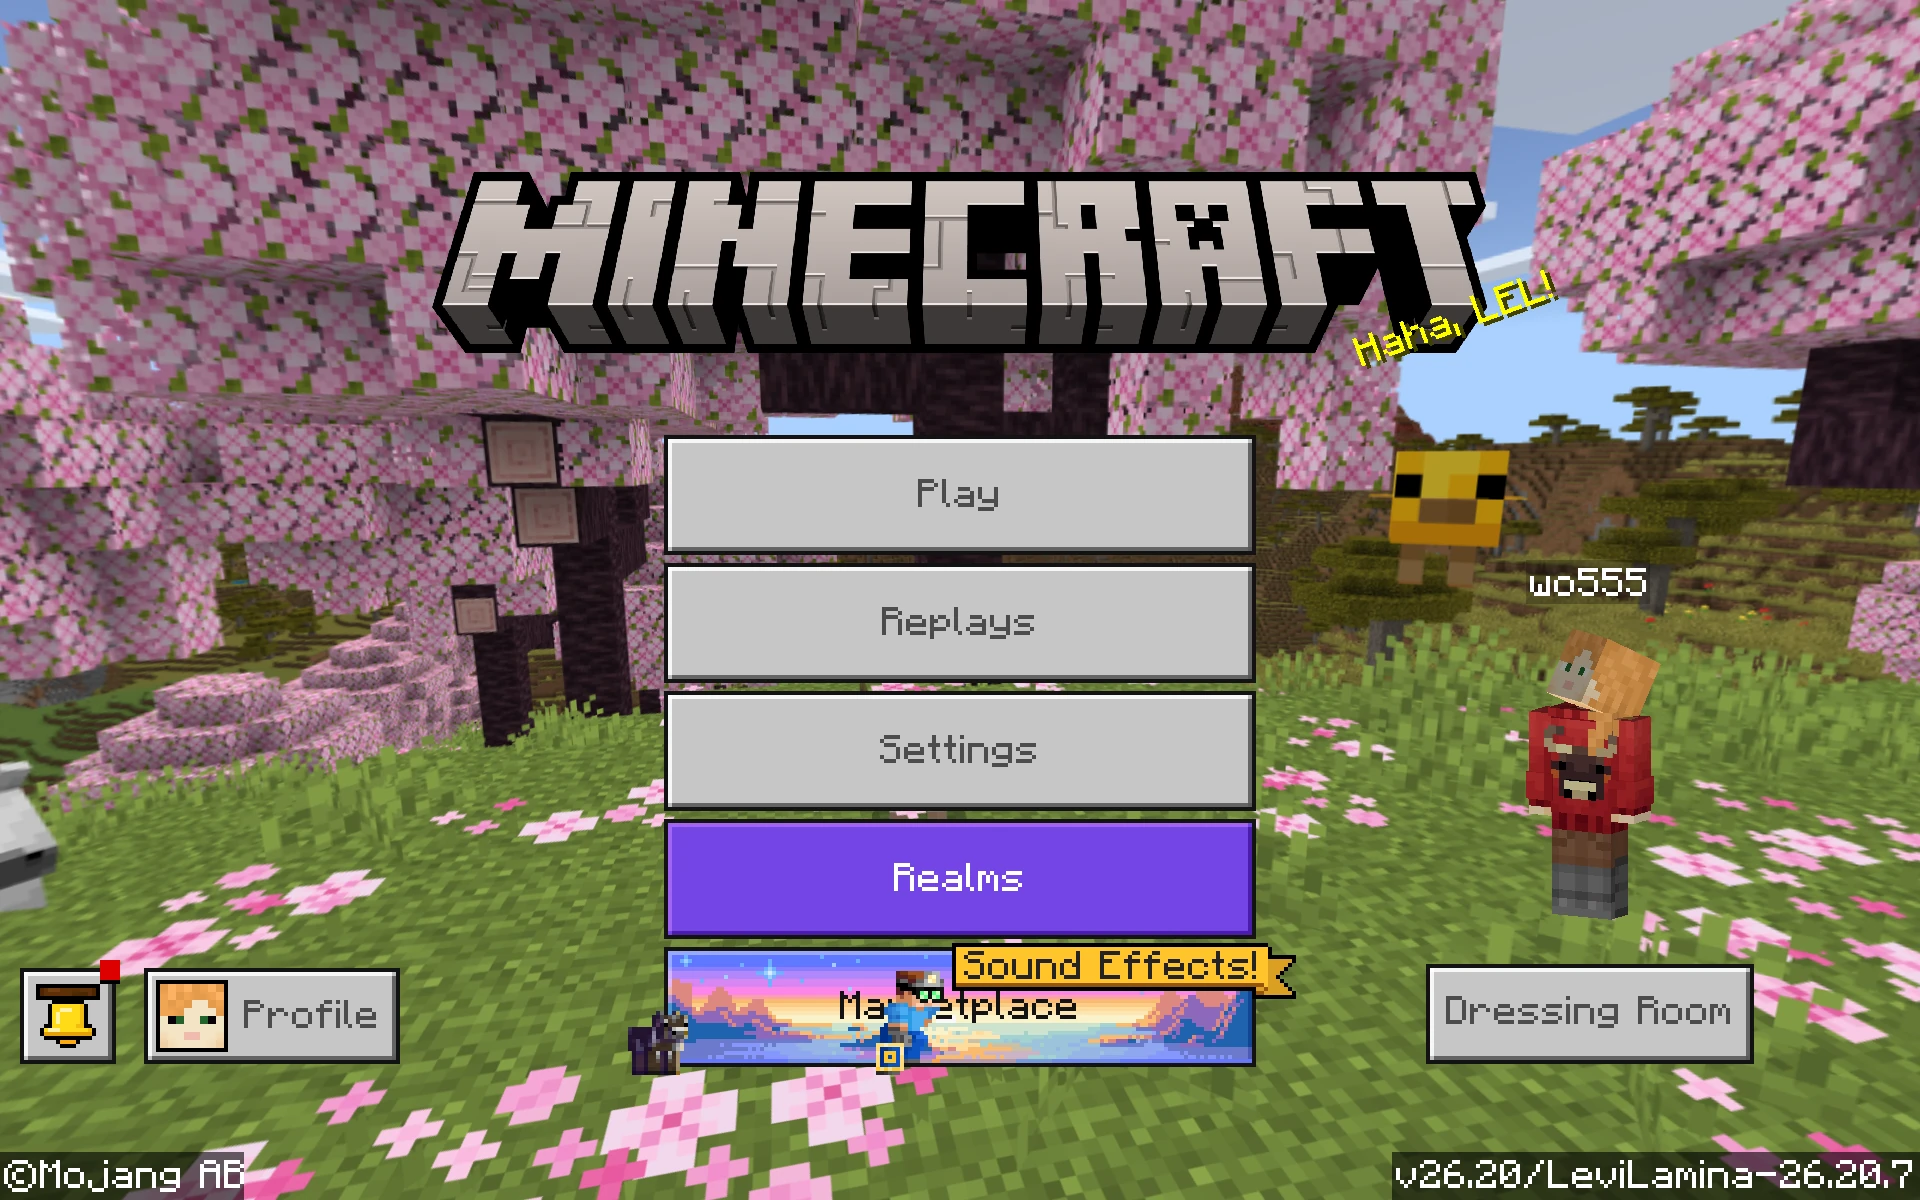 MINECRAFT
Haha, LEL!
Play
Replays
wo555
Settings
Realms
Sound Effects!
Marketplace
Profile
Dressing Room
©Mojang AB
v26.20/LeviLamina-26.20.7